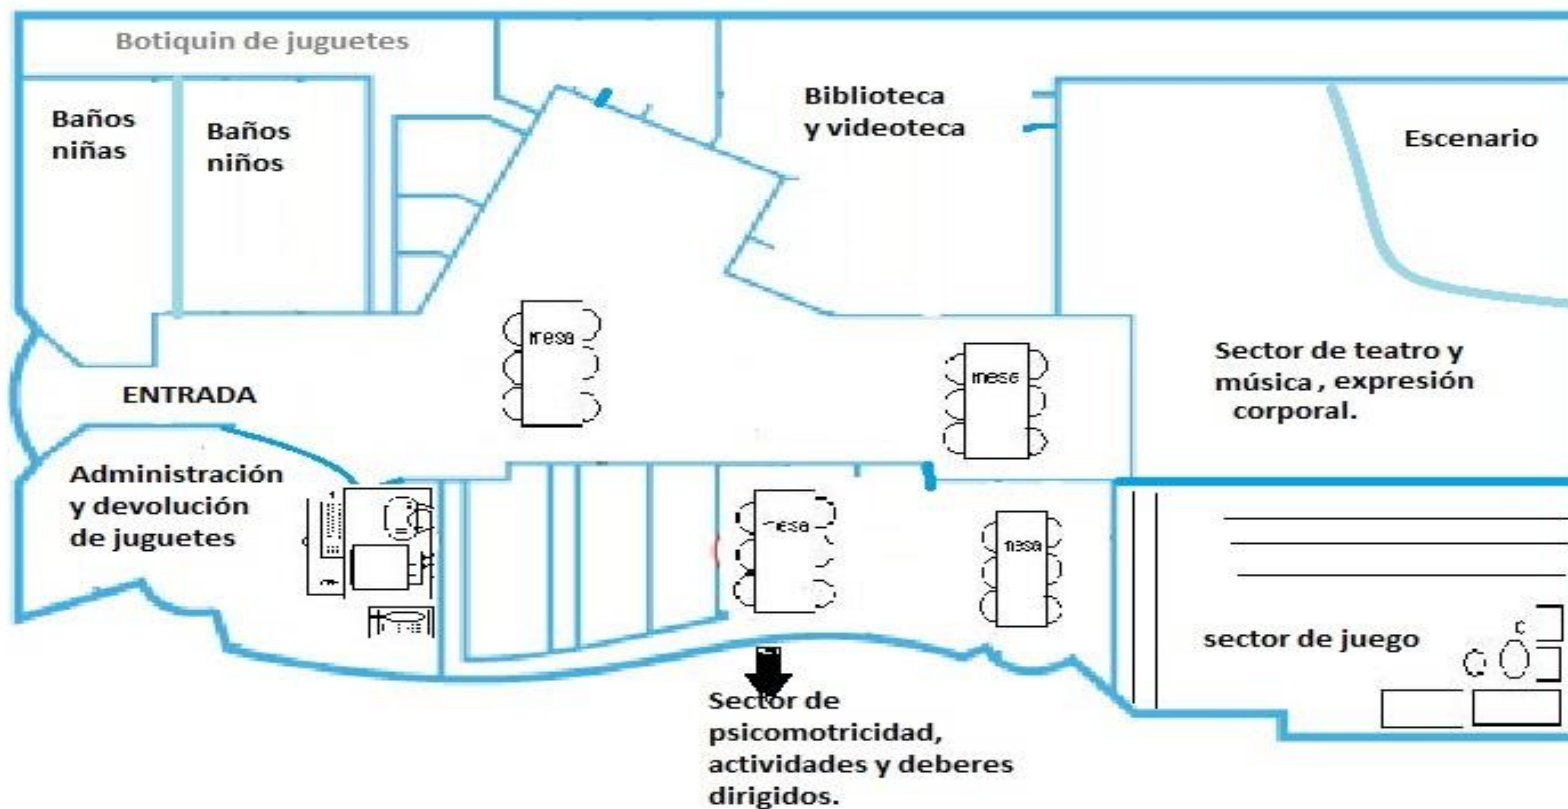 Botiquin de juguetes
Baños
niñas
Baños
niños
Biblioteca
y videoteca
Escenario
mesa
mesa
Sector de teatro y
música , expresión
corporal.
ENTRADA
Administración
y devolución
de juguetes
mesa
mesa
sector de juego
Sector de
psicomotricidad,
actividades y deberes
dirigidos.